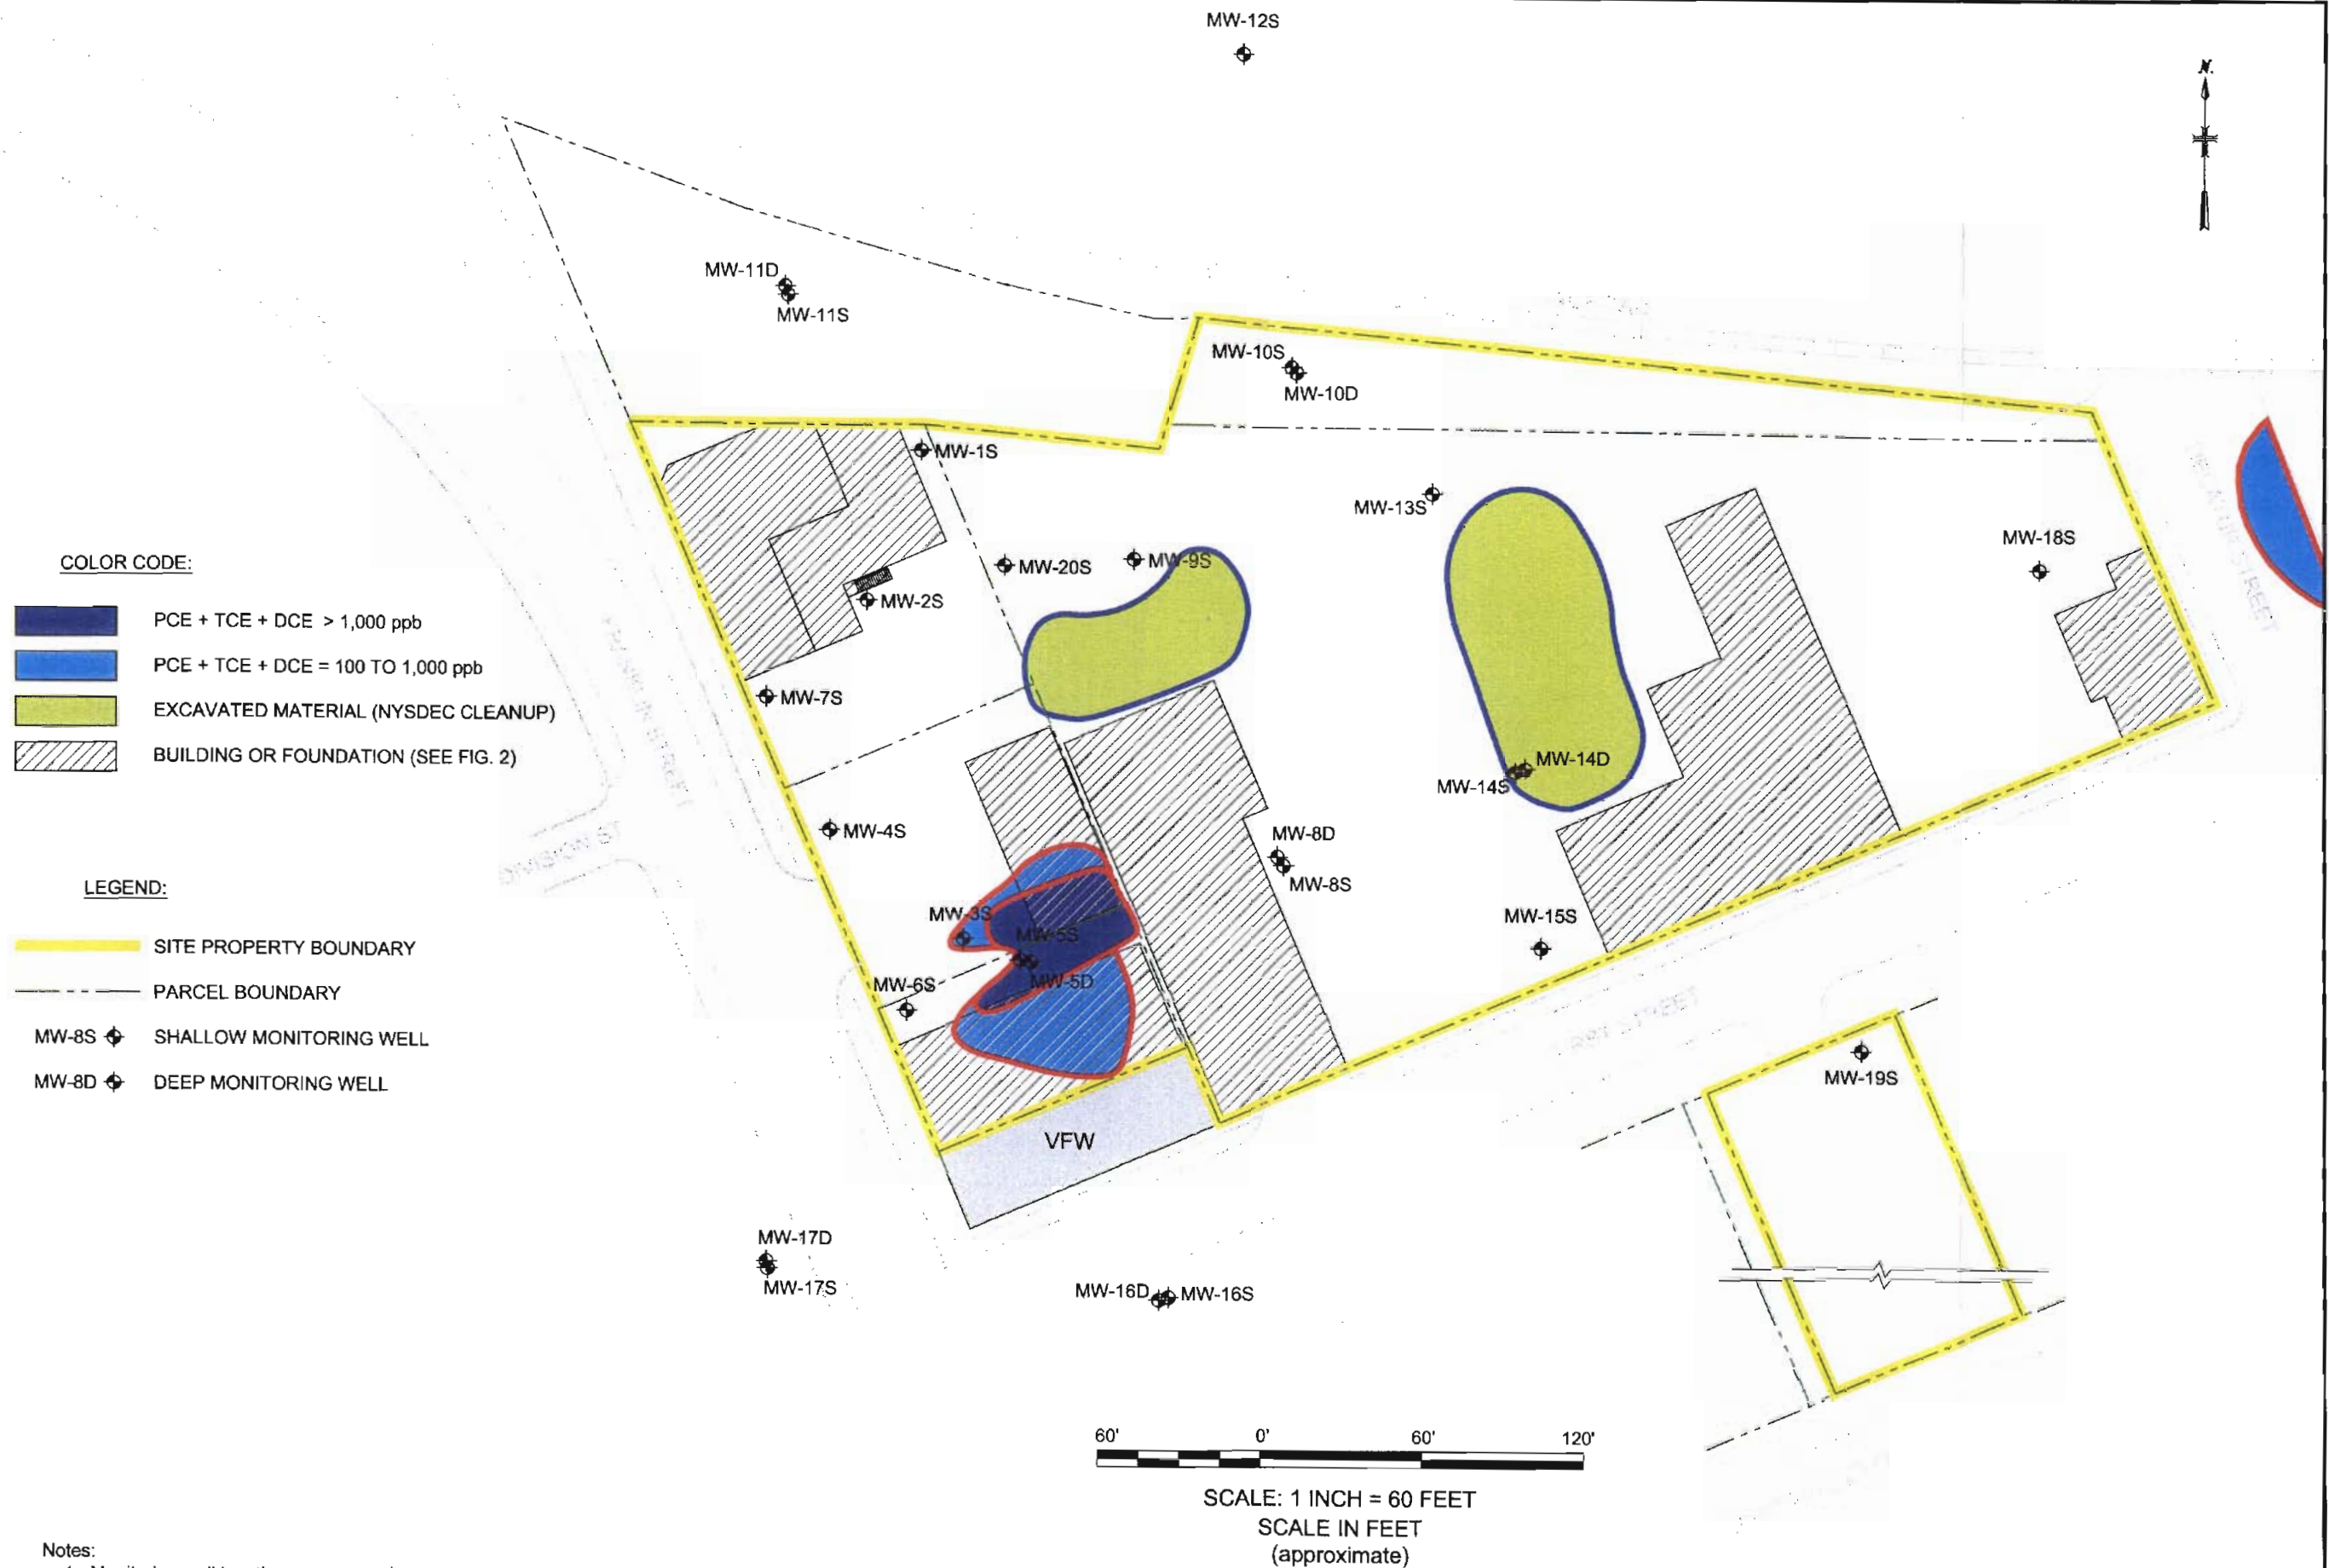 MW-12S
N.
MW-11D
MW-11S
MW-10S
MW-10D
MW-1S
MW-13S
MW-20S
MW-9S
MW-18S
MW-2S
MW-7S
MW-14D
MW-14S
MW-4S
MW-8D
MW-8S
MW-3S
MW-5S
MW-15S
MW-5D
MW-6S
MW-19S
VFW
MW-17D
MW-17S
MW-16D
MW-16S
FRANKLIN STREET
DIVISION ST
COLOR CODE:
PCE + TCE + DCE > 1,000 ppb
PCE + TCE + DCE = 100 TO 1,000 ppb
EXCAVATED MATERIAL (NYSDEC CLEANUP)
BUILDING OR FOUNDATION (SEE FIG. 2)
LEGEND:
SITE PROPERTY BOUNDARY
PARCEL BOUNDARY
MW-8S SHALLOW MONITORING WELL
MW-8D DEEP MONITORING WELL
60' 0' 60' 120'
SCALE: 1 INCH = 60 FEET
SCALE IN FEET
(approximate)
Notes: